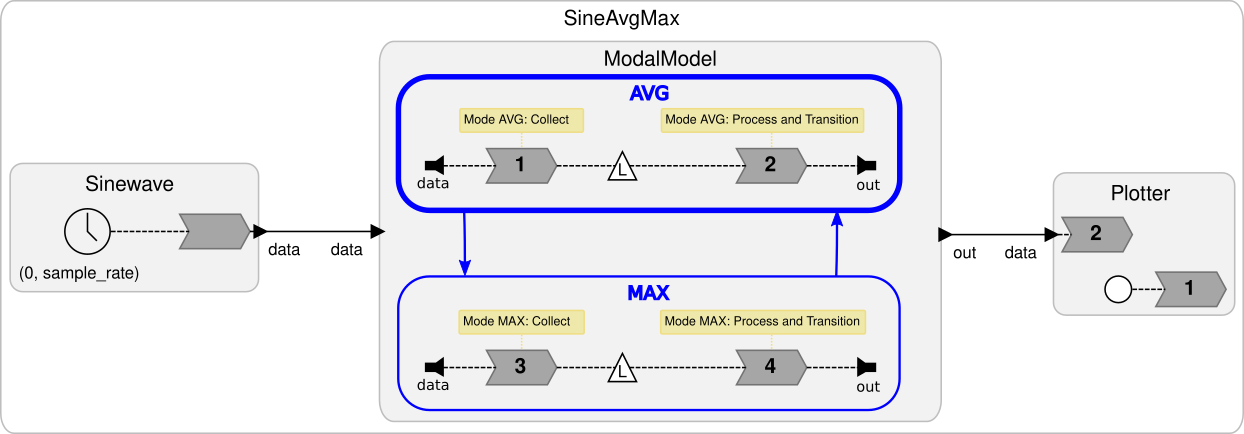 SineAvgMax
ModalModel
AVG
Mode AVG: Collect
Mode AVG: Process and Transition
1
L
2
data
out
Sinewave
(0, sample_rate)
data
data
MAX
Mode MAX: Collect
Mode MAX: Process and Transition
3
L
4
data
out
out
data
Plotter
2
1